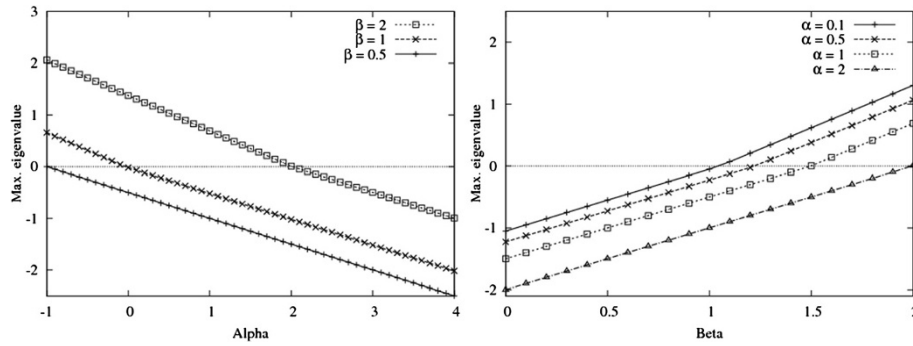 3
2
1
0
-1
-2
-1
0
1
2
3
4
Max. eigenvalue
Alpha
β = 2
β = 1
β = 0.5
2
1
0
-1
-2
0
0.5
1
1.5
2
Max. eigenvalue
Beta
α = 0.1
α = 0.5
α = 1
α = 2